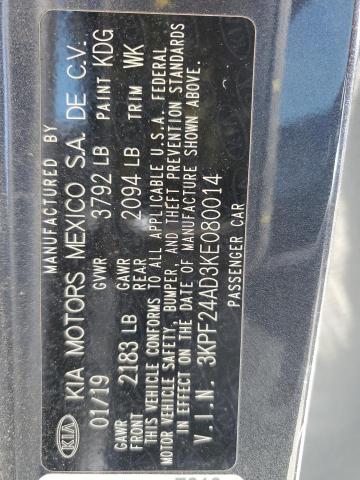 MANUFACTURED BY
KIA KIA MOTORS MEXICO S.A. DE C.V.
01/19 GVWR 3792 LB PAINT KDG
GAWR FRONT 2183 LB GAWR REAR 2094 LB TRIM WK
THIS VEHICLE CONFORMS TO ALL APPLICABLE U.S.A. FEDERAL
MOTOR VEHICLE SAFETY, BUMPER, AND THEFT PREVENTION STANDARDS
IN EFFECT ON THE DATE OF MANUFACTURE SHOWN ABOVE.
V.I.N. 3KPF24AD3KE080014
PASSENGER CAR